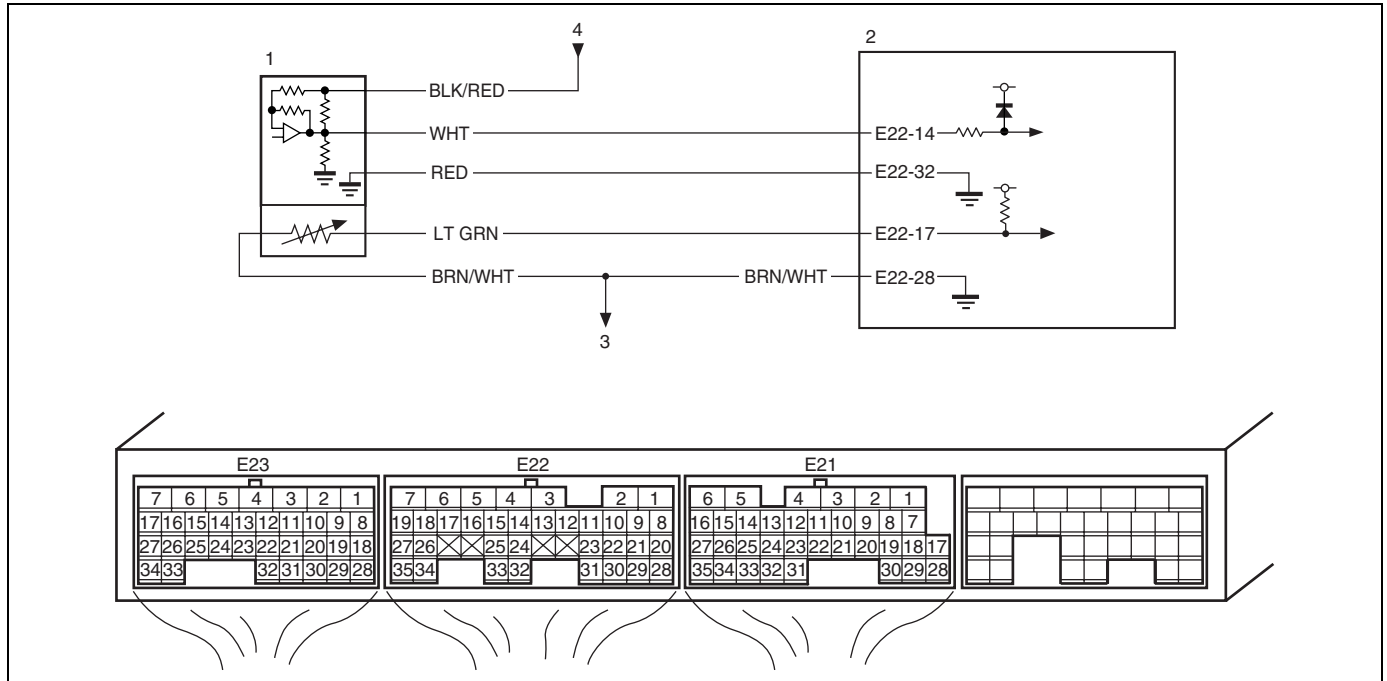 4
1
2
BLK/RED
WHT
E22-14
RED
E22-32
LT GRN
E22-17
BRN/WHT
BRN/WHT
E22-28
3
E23
E22
E21
7 6 5 4 3 2 1
17 16 15 14 13 12 11 10 9 8
27 26 25 24 23 22 21 20 19 18
34 33 32 31 30 29 28
7 6 5 4 3 2 1
19 18 17 16 15 14 13 12 11 10 9 8
27 26 25 24 23 22 21 20
35 34 33 32 31 30 29 28
6 5 4 3 2 1
16 15 14 13 12 11 10 9 8 7
27 26 25 24 23 22 21 20 19 18 17
35 34 33 32 31 30 29 28